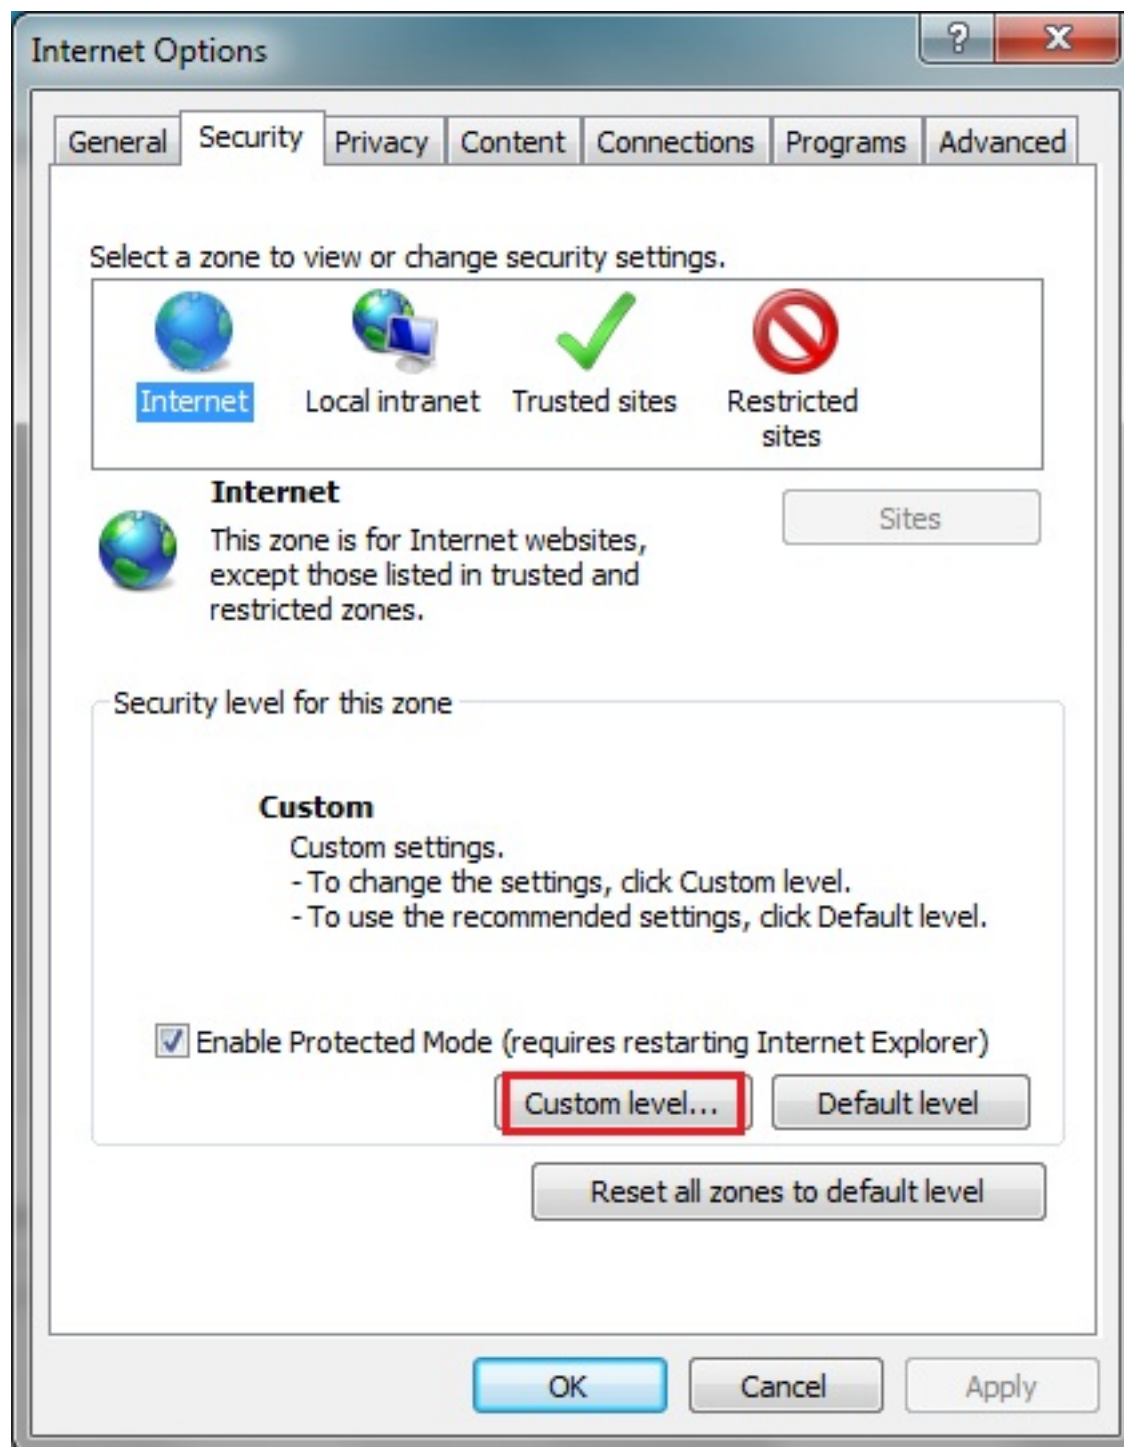 Internet Options
?
X
General Security Privacy Content Connections Programs Advanced
Select a zone to view or change security settings.
Internet Local intranet Trusted sites Restricted
sites
Internet
Sites
This zone is for Internet websites,
except those listed in trusted and
restricted zones.
Security level for this zone
Custom
Custom settings.
- To change the settings, click Custom level.
- To use the recommended settings, click Default level.
Enable Protected Mode (requires restarting Internet Explorer)
Custom level... Default level
Reset all zones to default level
OK Cancel Apply